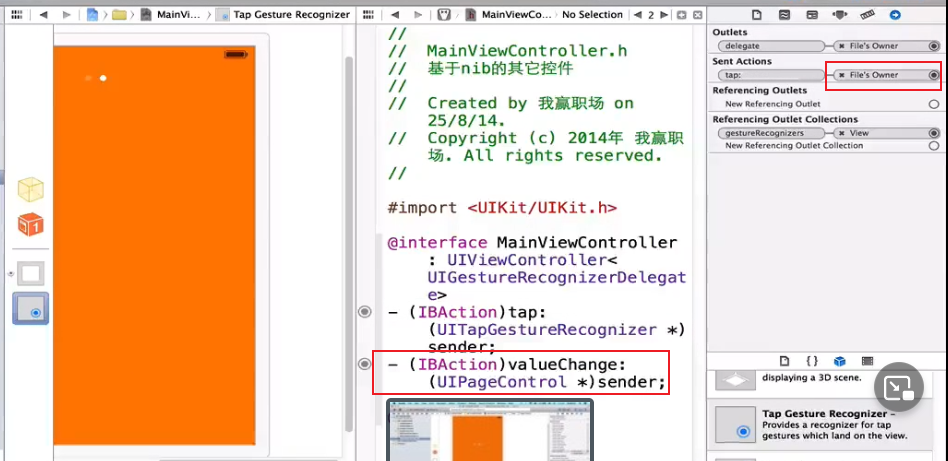 MainVi...
Tap Gesture Recognizer
MainViewCo...
No Selection
2
//
// MainViewController.h
// 基于nib的其它控件
//
// Created by 我赢职场 on
25/8/14.
// Copyright (c) 2014年 我赢职
场. All rights reserved.
//
#import <UIKit/UIKit.h>
@interface MainViewController
: UIViewController<
UIGestureRecognizerDelegat
e>
- (IBAction)tap:
(UITapGestureRecognizer *)
sender;
- (IBAction)valueChange:
(UIPageControl *)sender;
Outlets
delegate File's Owner
Sent Actions
tap: File's Owner
Referencing Outlets
New Referencing Outlet
Referencing Outlet Collections
gestureRecognizers View
New Referencing Outlet Collection
{ }
displaying a 3D scene.
Tap Gesture Recognizer -
Provides a recognizer for tap
gestures which land on the view.
1